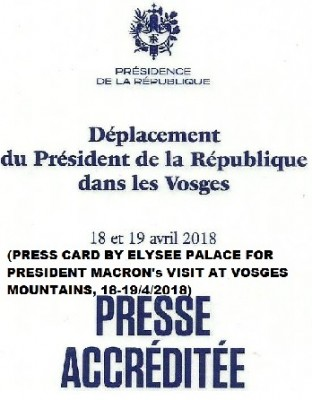 PRÉSIDENCE
DE LA RÉPUBLIQUE
Déplacement
du Président de la République
dans les Vosges
18 et 19 avril 2018
(PRESS CARD BY ELYSEE PALACE FOR
PRESIDENT MACRON's VISIT AT VOSGES
MOUNTAINS, 18-19/4/2018)
PRESSE
ACCRÉDITÉE